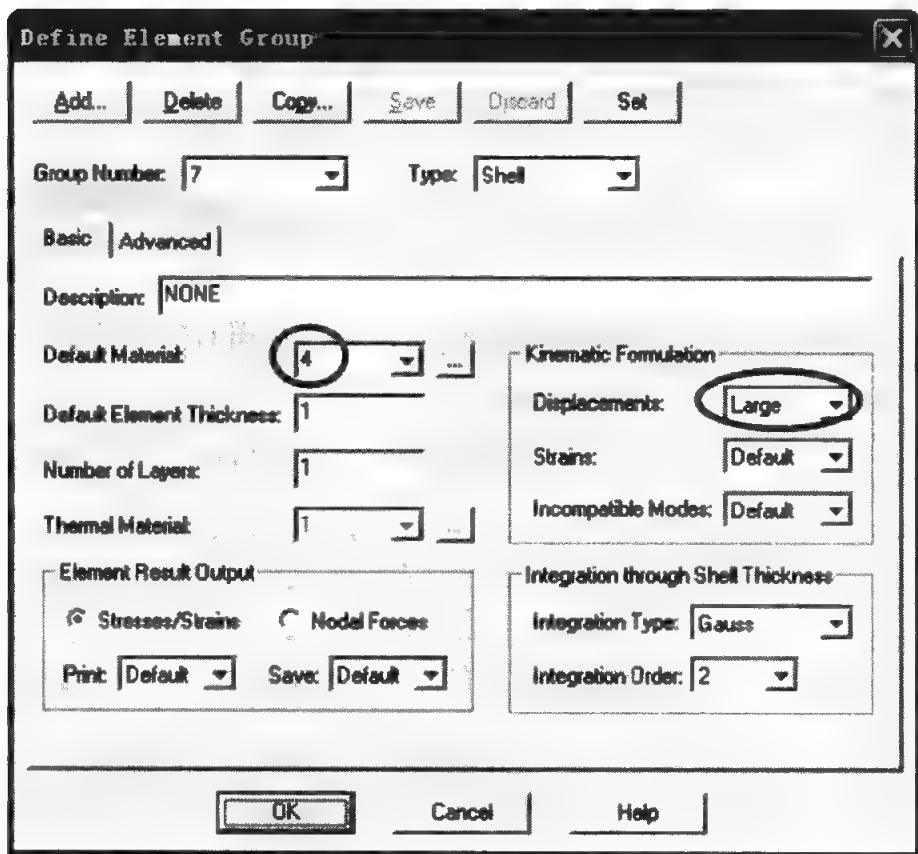 Define Element Group
Add... Delete Copy... Save Discard Set
Group Number: 7 Type: Shell
Basic Advanced
Description: NONE
Default Material: 4 ...
Default Element Thickness: 1
Number of Layers: 1
Thermal Material: 1 ...
Kinematic Formulation
Displacements: Large
Strains: Default
Incompatible Modes: Default
Element Result Output
Stresses/Strains Nodal Forces
Print: Default Save: Default
Integration through Shell Thickness
Integration Type: Gauss
Integration Order: 2
OK Cancel Help